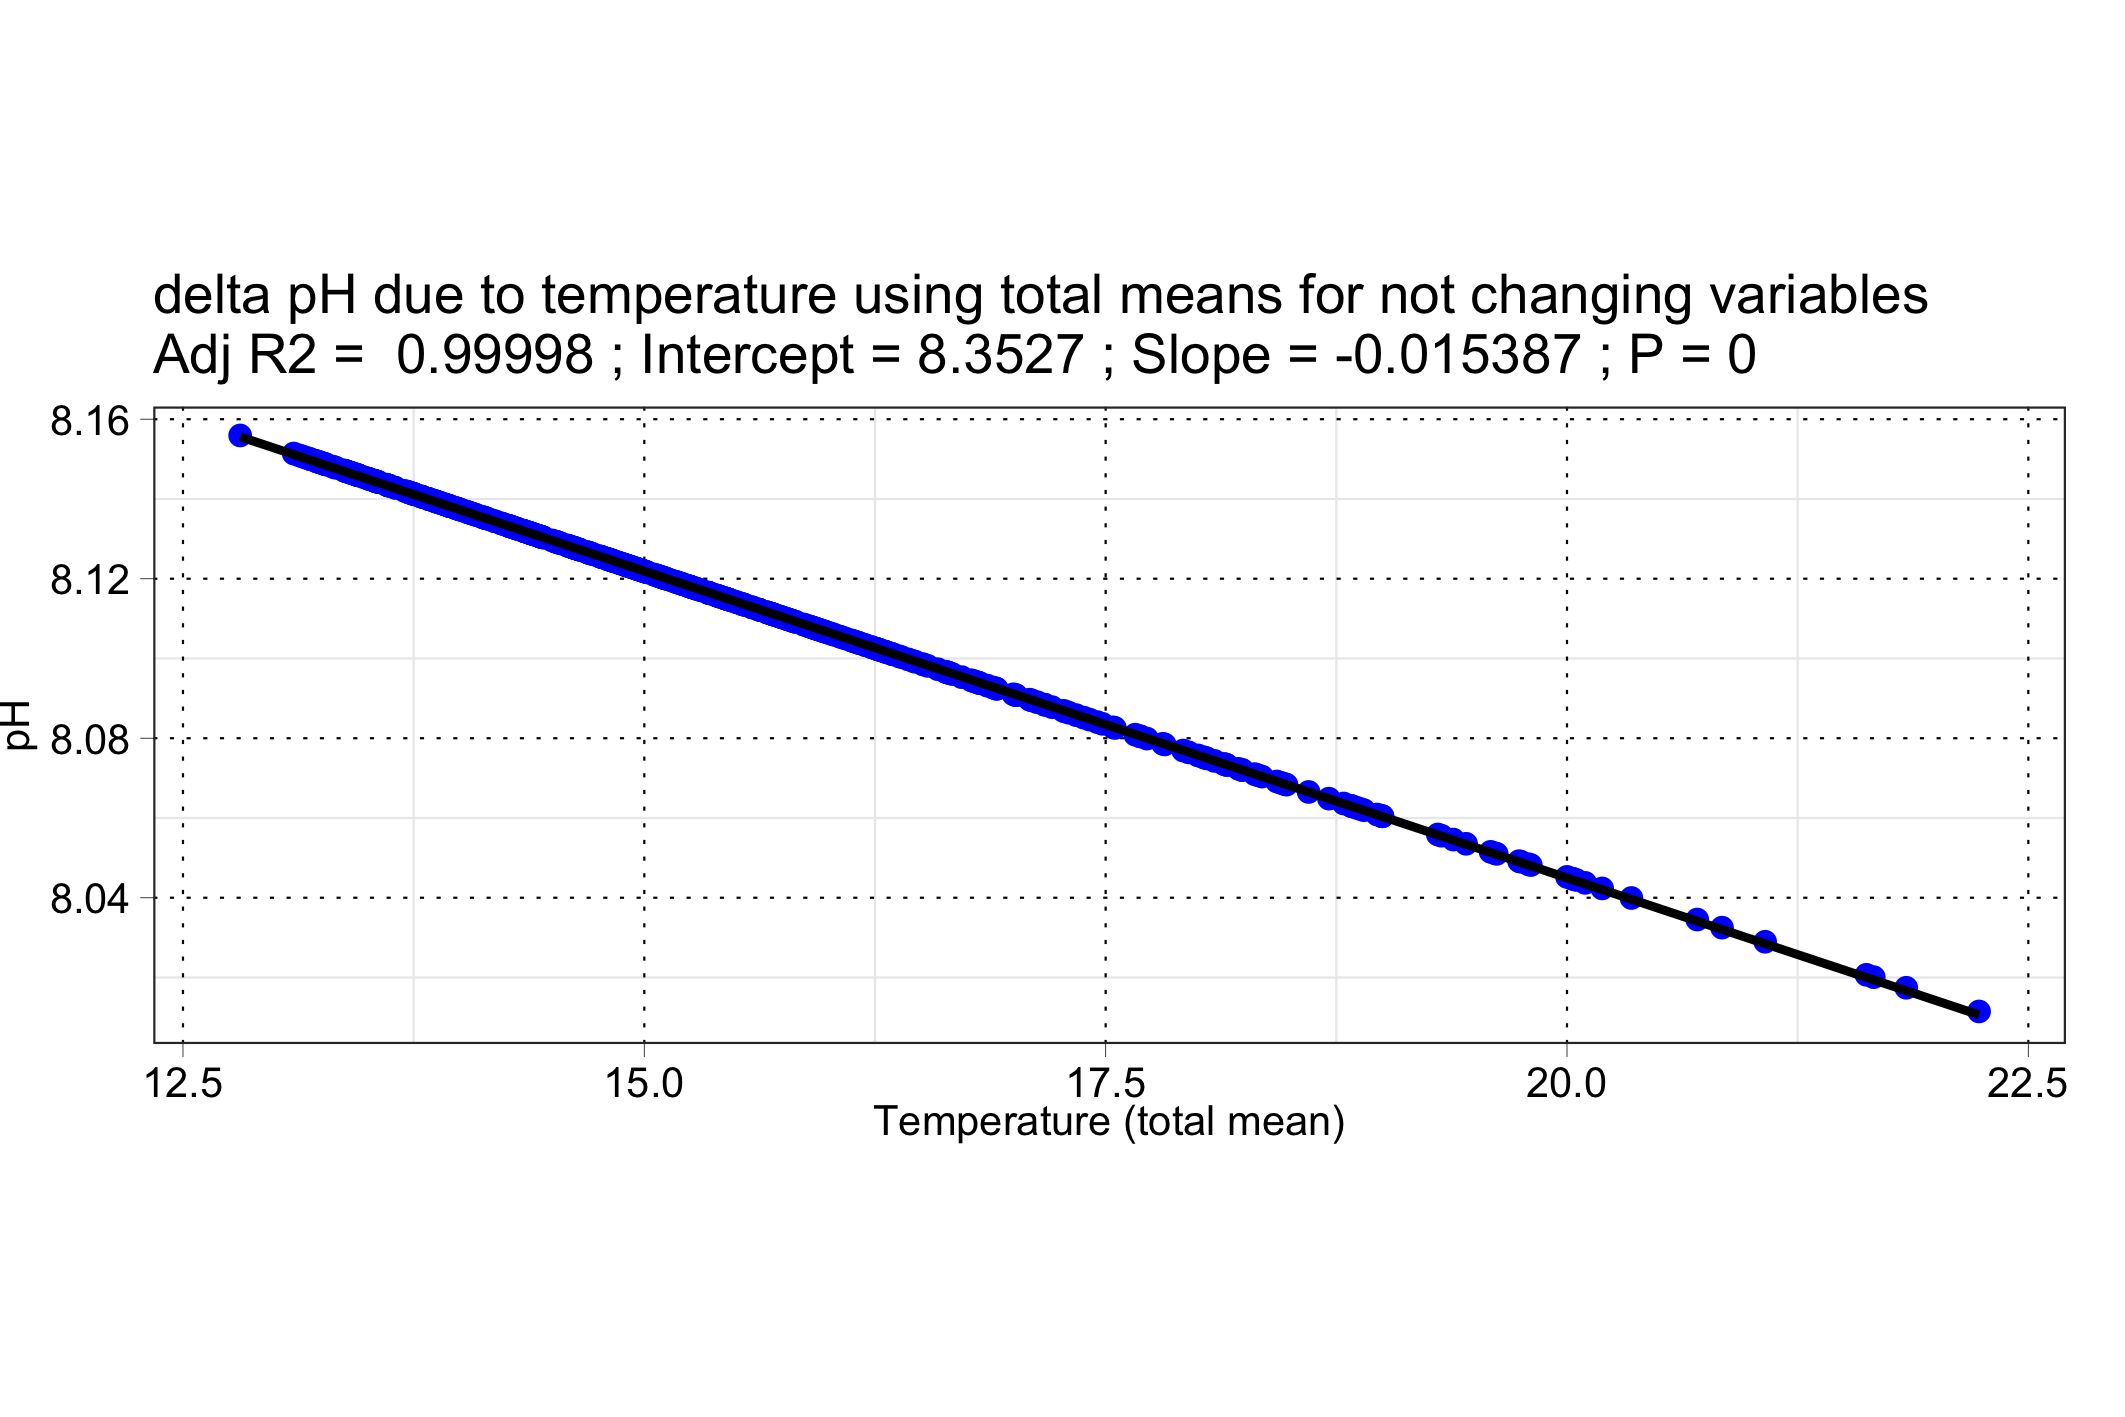 delta pH due to temperature using total means for not changing variables
Adj R2 =  0.99998 ; Intercept = 8.3527 ; Slope = -0.015387 ; P = 0
8.16
8.12
8.08
8.04
pH
12.5 15.0 17.5 20.0 22.5
Temperature (total mean)